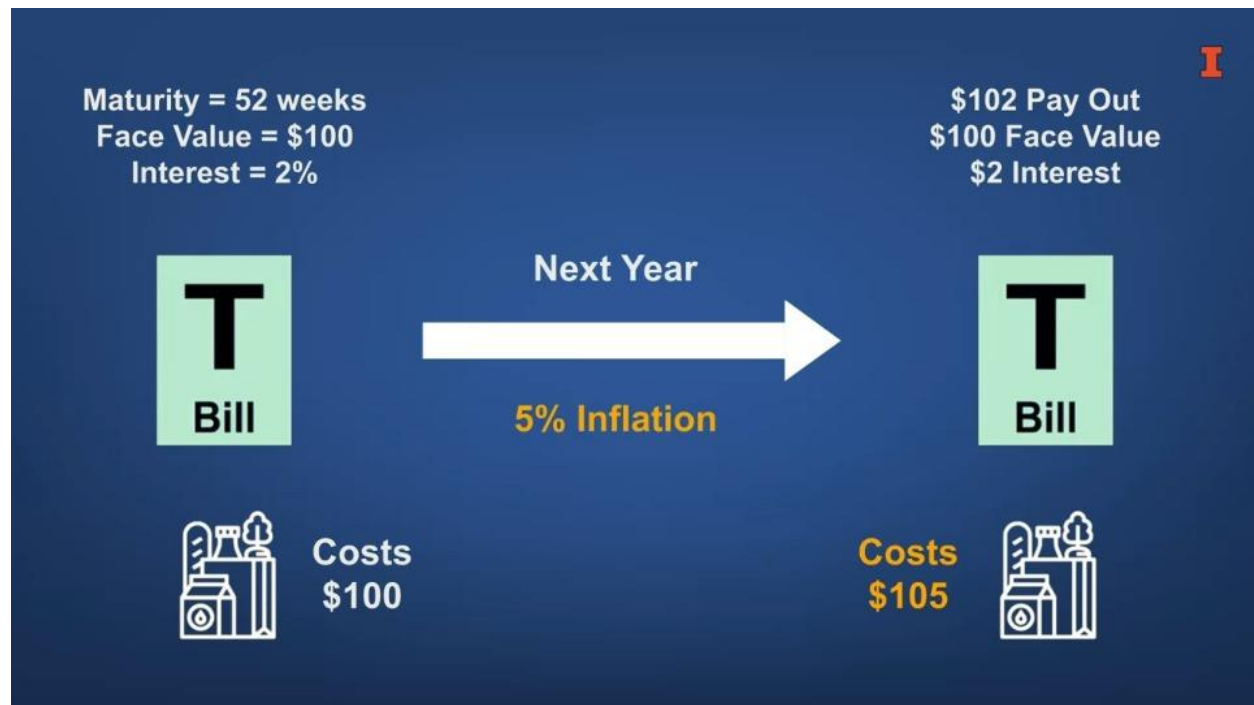 I
Maturity = 52 weeks
Face Value = $100
Interest = 2%
$102 Pay Out
$100 Face Value
$2 Interest
T
Bill
Next Year
5% Inflation
T
Bill
Costs
$100
Costs
$105